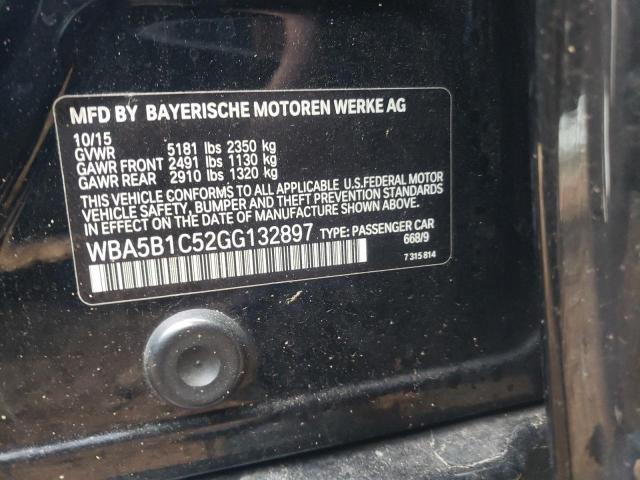 MFD BY BAYERISCHE MOTOREN WERKE AG
10/15
GVWR 5181 lbs 2350 kg
GAWR FRONT 2491 lbs 1130 kg
GAWR REAR 2910 lbs 1320 kg
THIS VEHICLE CONFORMS TO ALL APPLICABLE U.S.FEDERAL MOTOR
VEHICLE SAFETY, BUMPER AND THEFT PREVENTION STANDARDS
IN EFFECT ON THE DATE OF MANUFACTURE SHOWN ABOVE.
WBA5B1C52GG132897 TYPE: PASSENGER CAR
668/9
7 315 814